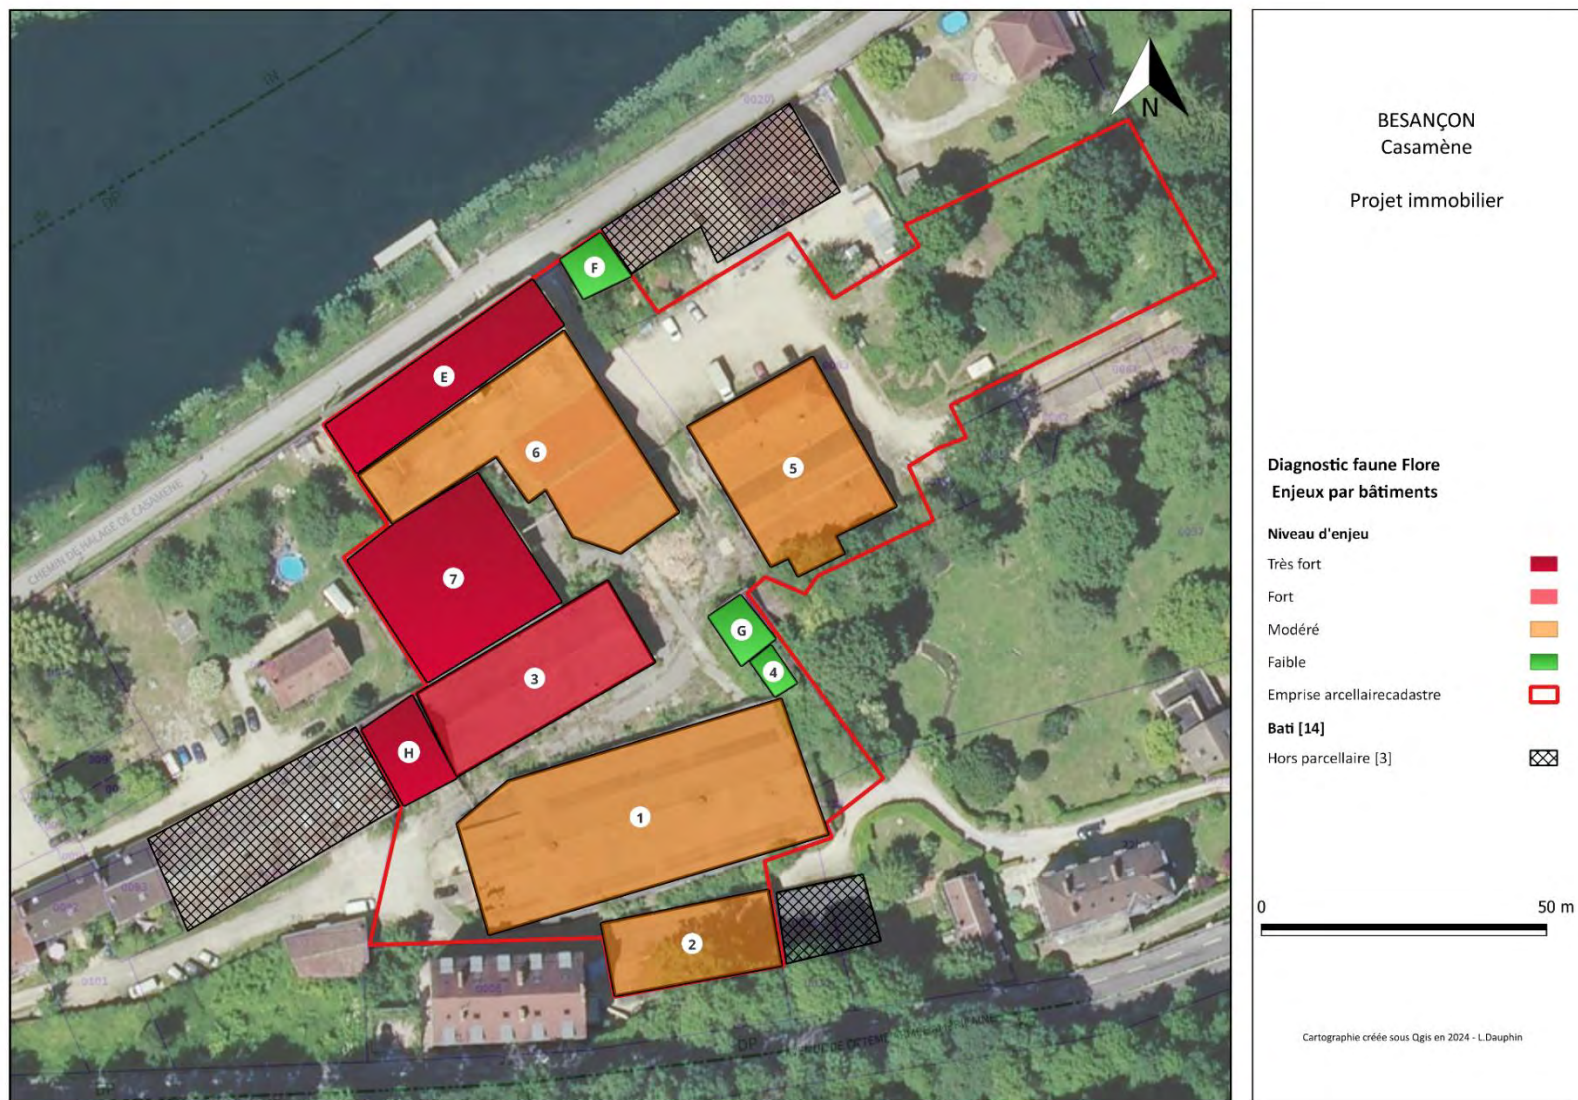 BESANÇON
Casamène
Projet immobilier
Diagnostic faune Flore
Enjeux par bâtiments
Niveau d'enjeu
Très fort
Fort
Modéré
Faible
Emprise arcellairecadastre
Bati [14]
Hors parcellaire [3]
0 50 m
Cartographie créée sous Qgis en 2024 - L.Dauphin
N
F
E
6
5
7
G
4
3
H
1
2
CHEMIN DE HALAGE DE CASAMÈNE
DP